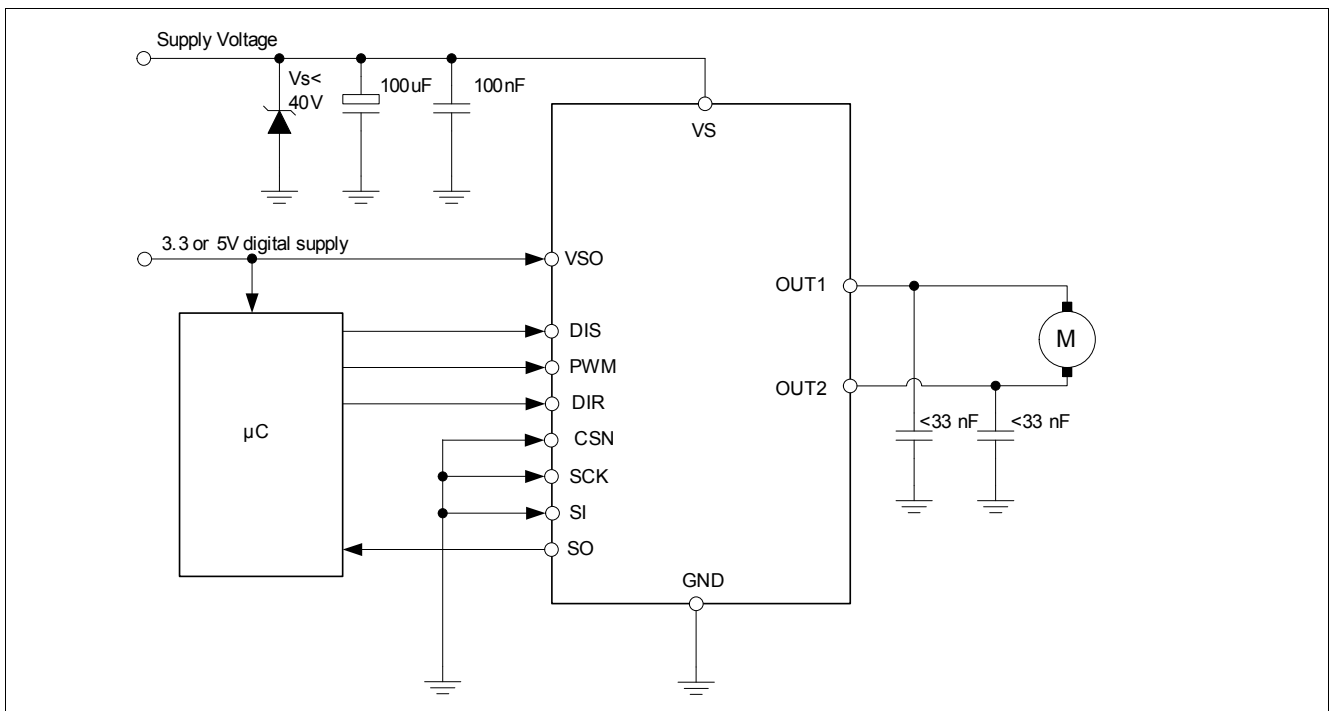 Supply Voltage
Vs<
40V
100uF
100nF
VS
3.3 or 5V digital supply
VSO
OUT1
DIS
M
PWM
OUT2
DIR
µC
CSN
<33 nF
<33 nF
SCK
SI
SO
GND